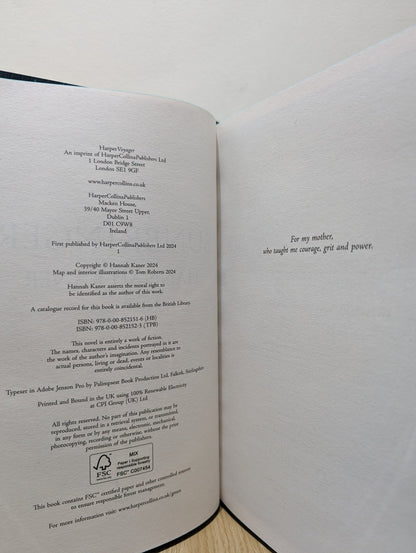 HarperVoyager
An imprint of HarperCollinsPublishers Ltd
1 London Bridge Street
London SE1 9GF
www.harpercollins.co.uk
HarperCollinsPublishers
Macken House,
39/40 Mayor Street Upper,
Dublin 1
D01 C9W8
Ireland
First published by HarperCollinsPublishers Ltd 2024
1
Copyright © Hannah Kaner 2024
Map and interior illustrations © Tom Roberts 2024
Hannah Kaner asserts the moral right to
be identified as the author of this work.
A catalogue record for this book is available from the British Library.
ISBN: 978-0-00-852151-6 (HB)
ISBN: 978-0-00-852152-3 (TPB)
This novel is entirely a work of fiction.
The names, characters and incidents portrayed in it are
the work of the author's imagination. Any resemblance to
actual persons, living or dead, events or localities is
entirely coincidental.
Typeset in Adobe Jenson Pro by Palimpsest Book Production Ltd, Falkirk, Stirlingshire
Printed and Bound in the UK using 100% Renewable Electricity
at CPI Group (UK) Ltd
All rights reserved. No part of this publication may be
reproduced, stored in a retrieval system, or transmitted,
in any form or by any means, electronic, mechanical,
photocopying, recording or otherwise, without the prior
permission of the publishers.
FSC
MIX
Paper | Supporting
responsible forestry
FSC™ C007454
This book contains FSC™ certified paper and other controlled sources
to ensure responsible forest management.
For more information visit: www.harpercollins.co.uk/green
For my mother,
who taught me courage, grit and power.